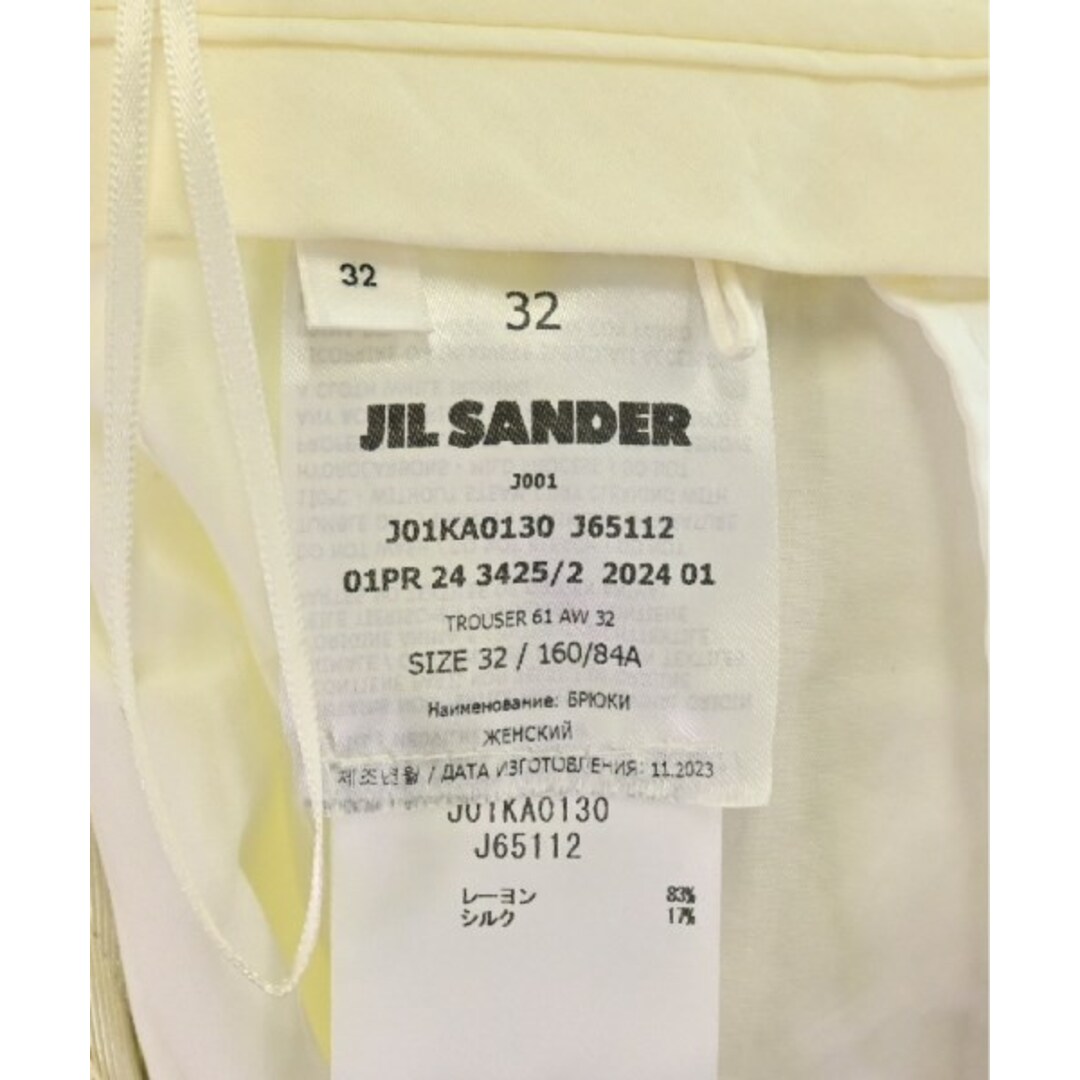 32
32
JIL SANDER
J001
J01KA0130 J65112
01PR 24 3425/2 2024 01
TROUSER 61 AW 32
SIZE 32 / 160/84A
Наименование: БРЮКИ
ЖЕНСКИЙ
제조년월 / ДАТА ИЗГОТОВЛЕНИЯ: 11.2023
J01KA0130
J65112
レーヨン 83%
シルク 17%